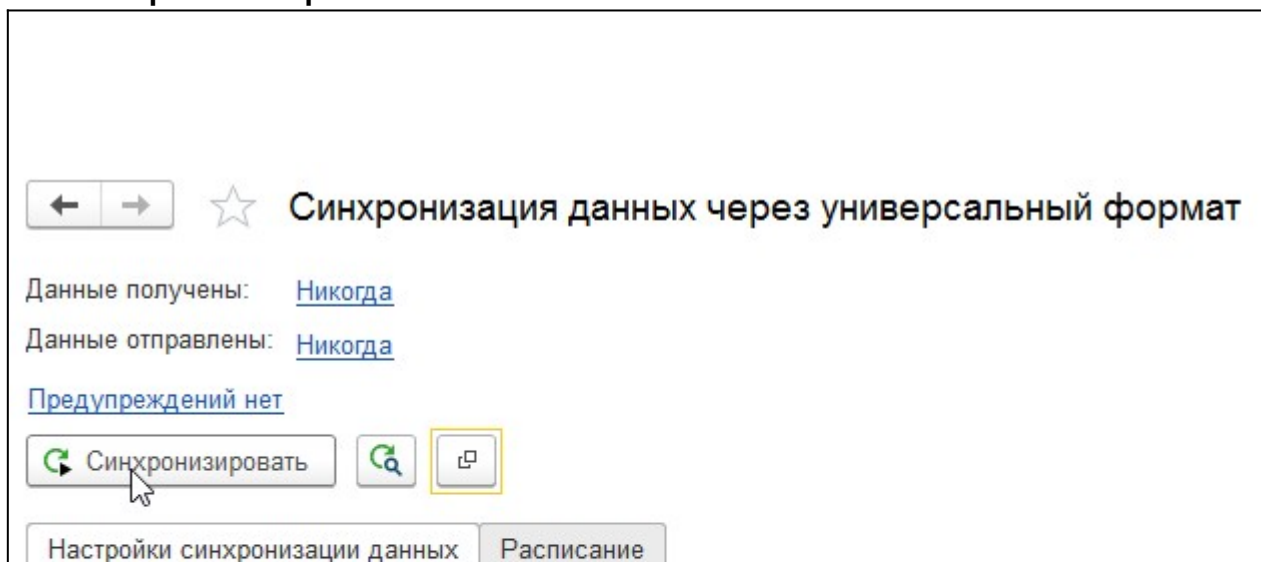 Синхронизация данных через универсальный формат
Данные получены: Никогда
Данные отправлены: Никогда
Предупреждений нет
Синхронизировать
Настройки синхронизации данных Расписание